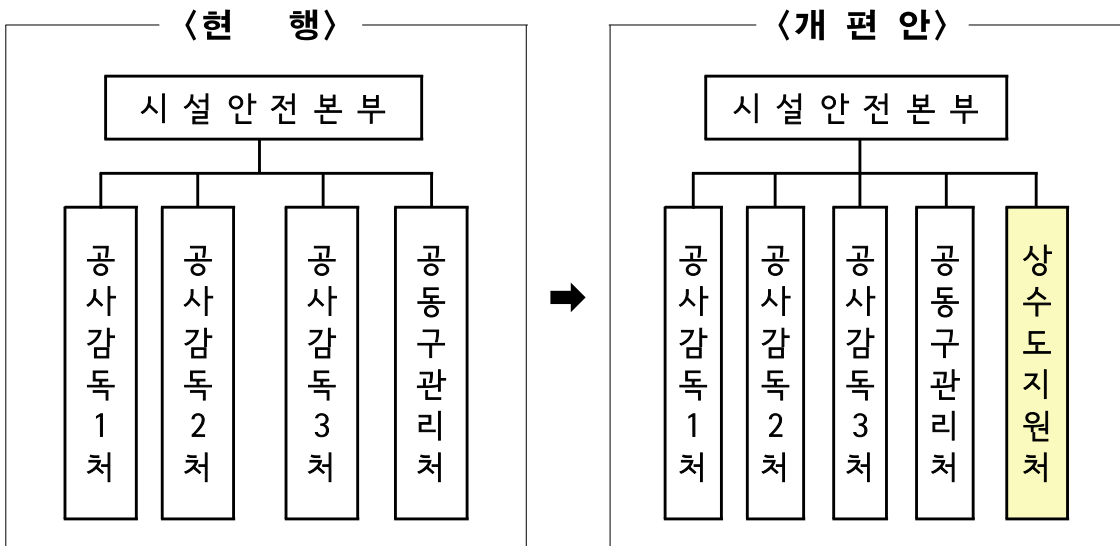 〈현 행〉
시설안전본부
공사감독1처
공사감독2처
공사감독3처
공동구관리처
〈개 편 안〉
시설안전본부
공사감독1처
공사감독2처
공사감독3처
공동구관리처
상수도지원처